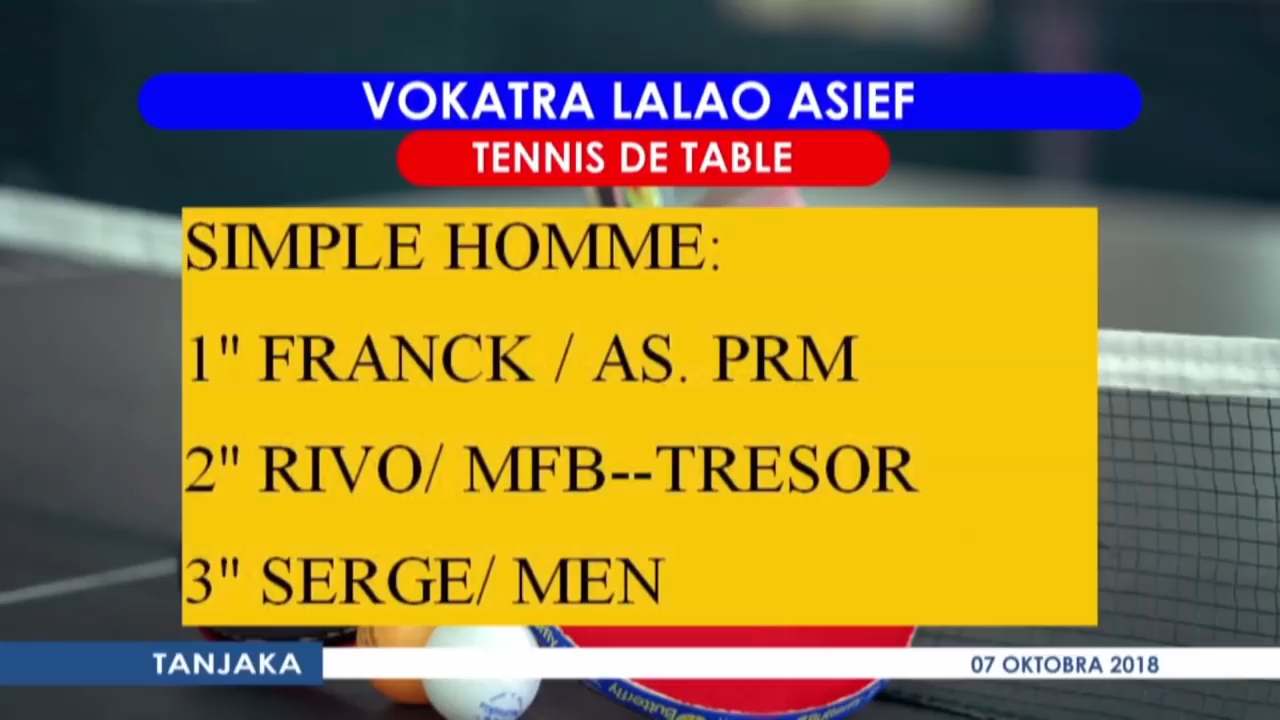 VOKATRA LALAO ASIEF
TENNIS DE TABLE
SIMPLE HOMME:
1" FRANCK / AS. PRM
2" RIVO/ MFB--TRESOR
3" SERGE/ MEN
TANJAKA
07 OKTOBRA 2018
Butterfly